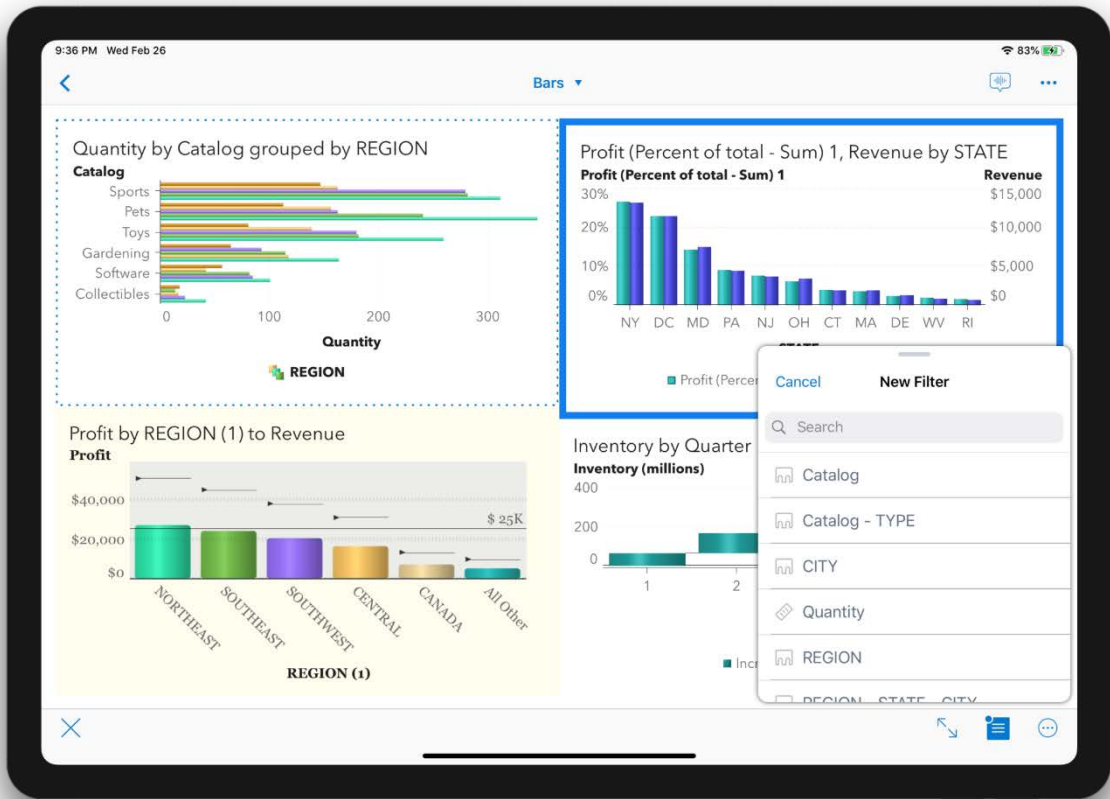 9:36 PM Wed Feb 26
83%
Bars
Quantity by Catalog grouped by REGION
Catalog
Sports
Pets
Toys
Gardening
Software
Collectibles
0 100 200 300
Quantity
REGION
Profit (Percent of total - Sum) 1, Revenue by STATE
Profit (Percent of total - Sum) 1 Revenue
30% $15,000
20% $10,000
10% $5,000
0% $0
NY DC MD PA NJ OH CT MA DE WV RI
Profit (Percer
Profit by REGION (1) to Revenue
Profit
$40,000
$ 25K
$20,000
$0
NORTHEAST SOUTHEAST SOUTHWEST CENTRAL CANADA All Other
REGION (1)
Inventory by Quarter
Inventory (millions)
400
200
0
1 2
Incr
Cancel New Filter
Search
Catalog
Catalog - TYPE
CITY
Quantity
REGION
REGION - STATE - CITY